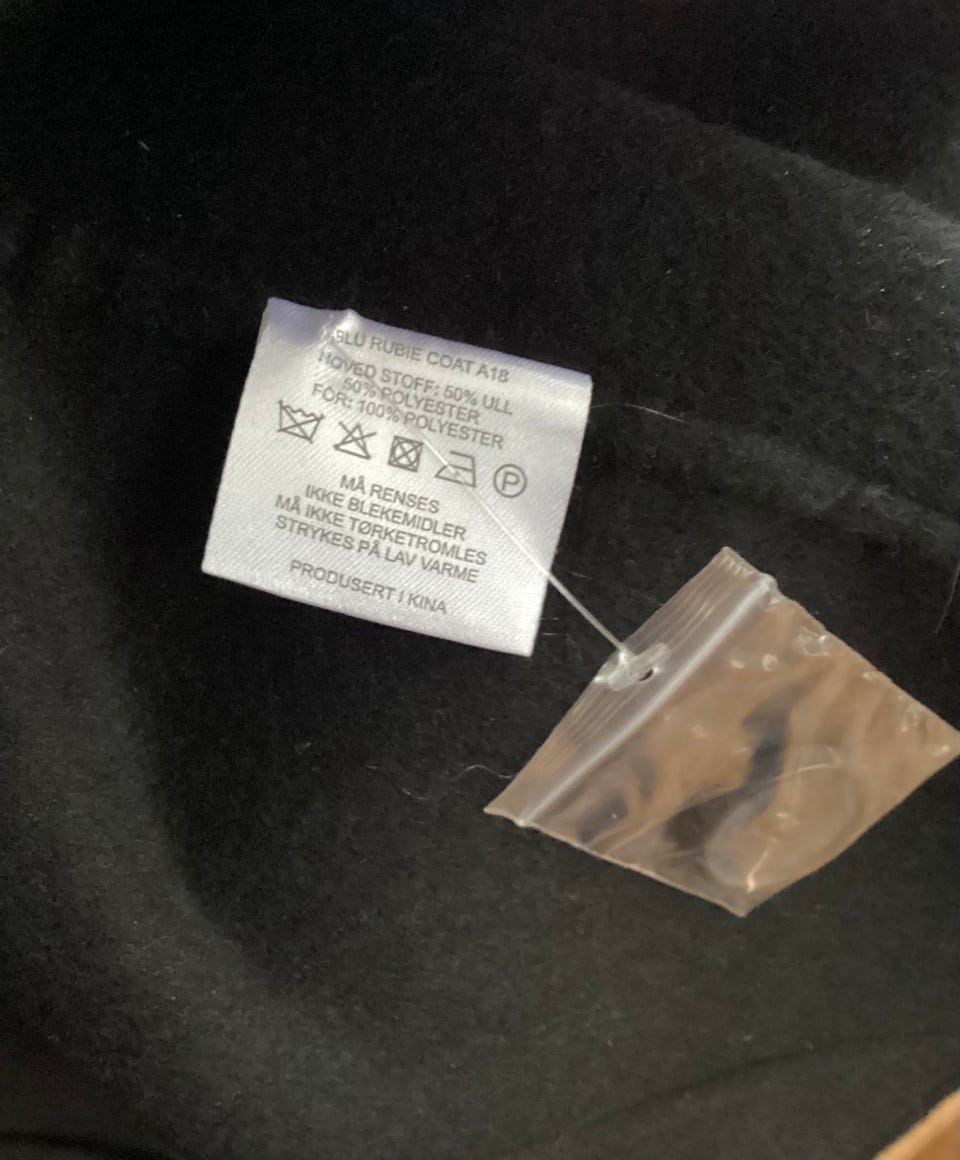 BLU RUBIE COAT A18
HOVED STOFF: 50% ULL
50% POLYESTER
FOR: 100% POLYESTER
P
MÅ RENSES
IKKE BLEKEMIDLER
MÅ IKKE TØRKETROMLES
STRYKES PÅ LAV VARME
PRODUSERT I KINA